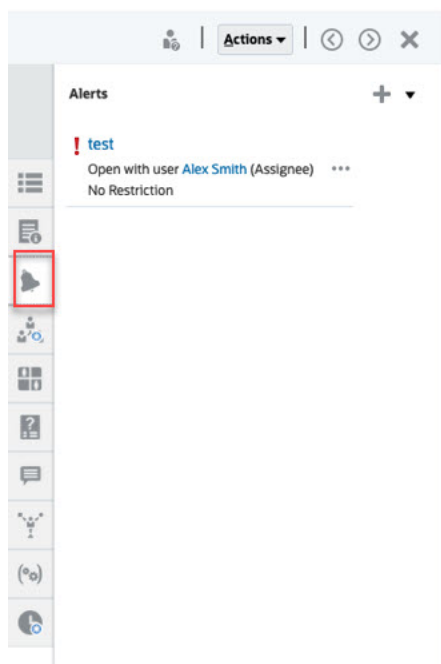 Actions
Alerts
test
Open with user Alex Smith (Assignee)
No Restriction